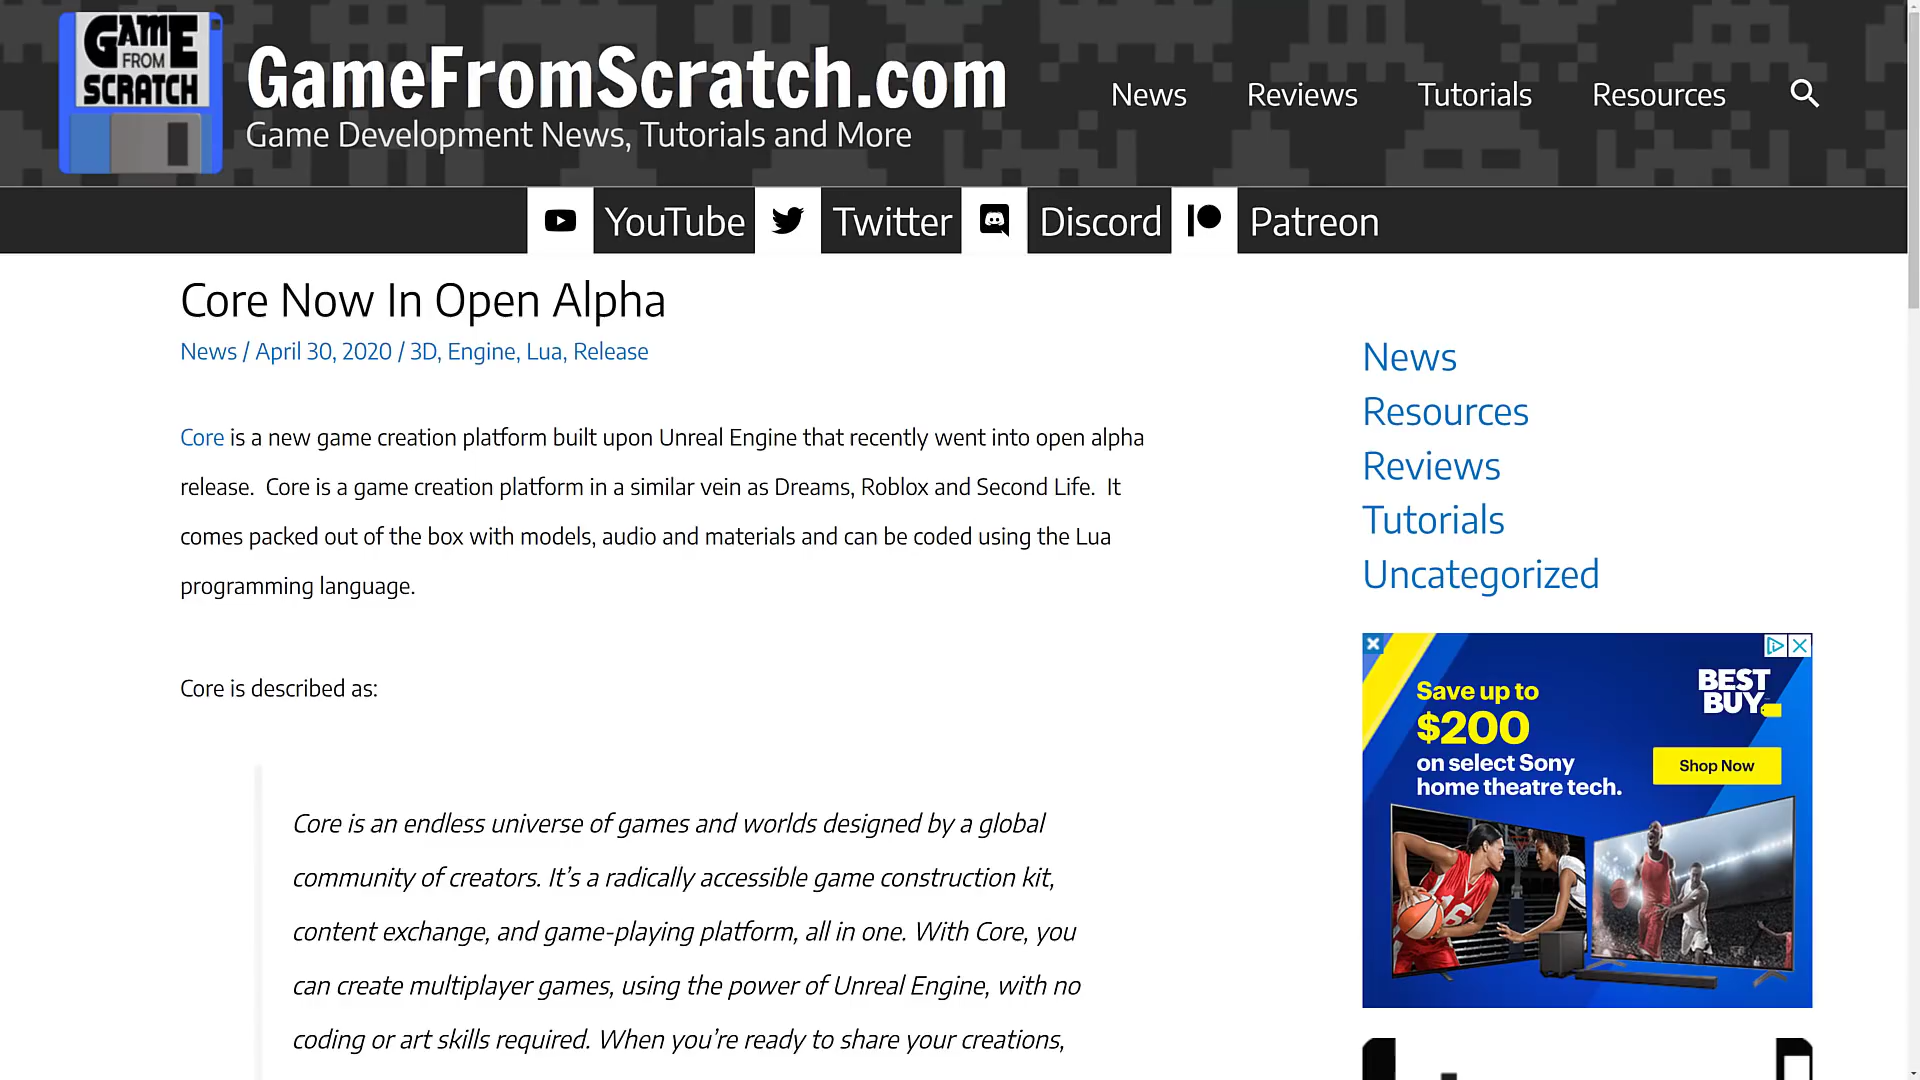 GAME
FROM
SCRATCH
GameFromScratch.com
Game Development News, Tutorials and More
News
Reviews
Tutorials
Resources
YouTube
Twitter
Discord
Patreon
Core Now In Open Alpha
News / April 30, 2020 / 3D, Engine, Lua, Release
Core is a new game creation platform built upon Unreal Engine that recently went into open alpha
release.  Core is a game creation platform in a similar vein as Dreams, Roblox and Second Life.  It
comes packed out of the box with models, audio and materials and can be coded using the Lua
programming language.
Core is described as:
Core is an endless universe of games and worlds designed by a global
community of creators. It’s a radically accessible game construction kit,
content exchange, and game-playing platform, all in one. With Core, you
can create multiplayer games, using the power of Unreal Engine, with no
coding or art skills required. When you’re ready to share your creations,
News
Resources
Reviews
Tutorials
Uncategorized
Save up to
$200
on select Sony
home theatre tech.
BEST
BUY
Shop Now
16